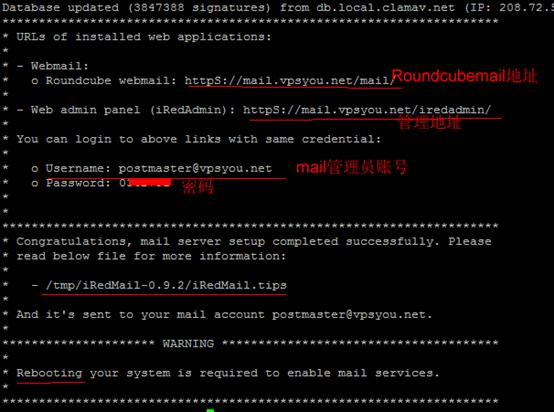 Database updated (3847388 signatures) from db.local.clamav.net (IP: 208.72.5
********************************************************************
* URLs of installed web applications:
*
* - Webmail:
*   o Roundcube webmail: httpS://mail.vpsyou.net/mail/ Roundcubemail地址
*
* - Web admin panel (iRedAdmin): httpS://mail.vpsyou.net/iredadmin/
* 管理地址
* You can login to above links with same credential:
*
*   o Username: postmaster@vpsyou.net mail管理员账号
*   o Password: 密码
*
*
********************************************************************
* Congratulations, mail server setup completed successfully. Please
* read below file for more information:
*
*   - /tmp/iRedMail-0.9.2/iRedMail.tips
*
* And it's sent to your mail account postmaster@vpsyou.net.
*
********************* WARNING **************************************
*
* Rebooting your system is required to enable mail services.
*
********************************************************************